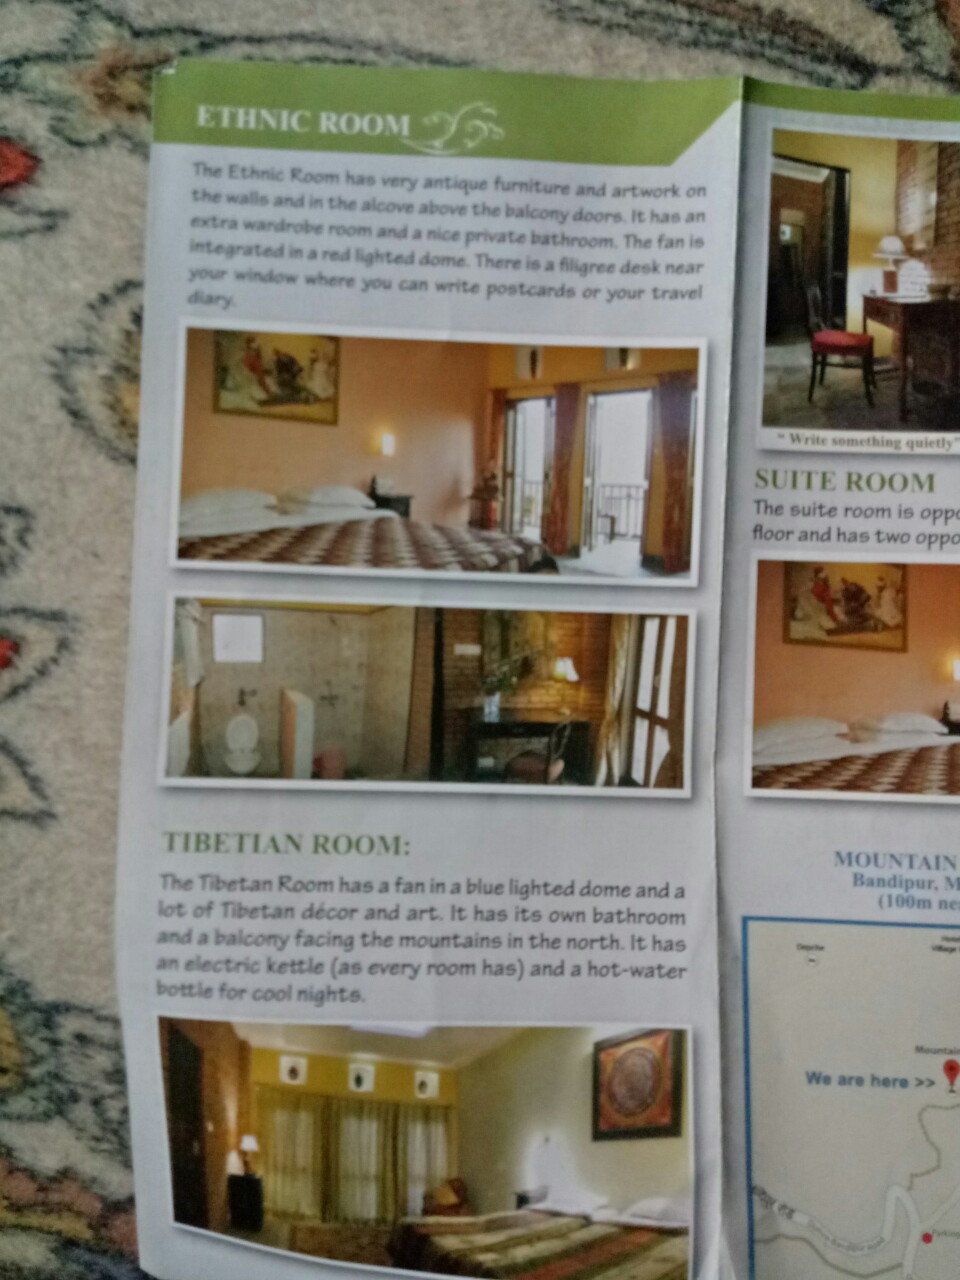 ETHNIC ROOM
The Ethnic Room has very antique furniture and artwork on
the walls and in the alcove above the balcony doors. It has an
extra wardrobe room and a nice private bathroom. The fan is
integrated in a red lighted dome. There is a filigree desk near
your window where you can write postcards or your travel
diary.
TIBETIAN ROOM:
The Tibetan Room has a fan in a blue lighted dome and a
lot of Tibetan décor and art. It has its own bathroom
and a balcony facing the mountains in the north. It has
an electric kettle (as every room has) and a hot-water
bottle for cool nights.
" Write something quietly"
SUITE ROOM
The suite room is oppo
floor and has two oppo
MOUNTAIN
Bandipur, M
(100m ne
Village
Mountain
We are here >>